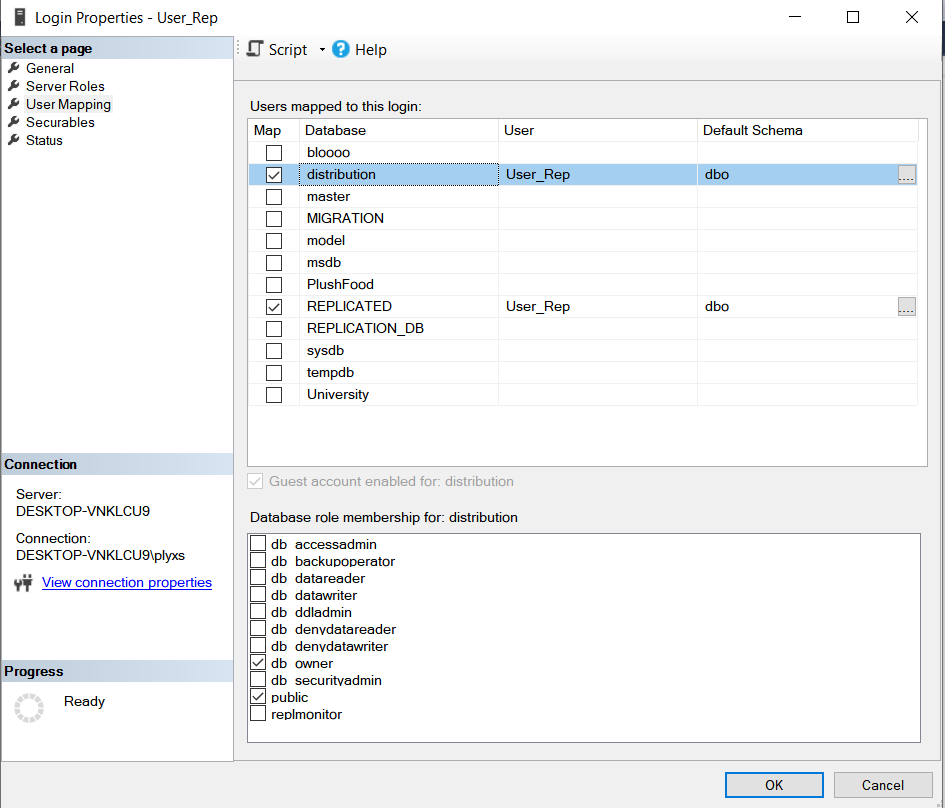 Login Properties - User_Rep
Select a page
General
Server Roles
User Mapping
Securables
Status
Script
Help
Users mapped to this login:
Map Database User Default Schema
bloooo
distribution User_Rep dbo ....
master
MIGRATION
model
msdb
PlushFood
REPLICATED User_Rep dbo ....
REPLICATION_DB
sysdb
tempdb
University
Guest account enabled for: distribution
Database role membership for: distribution
db_accessadmin
db_backupoperator
db_datareader
db_datawriter
db_ddladmin
db_denydatareader
db_denydatawriter
db_owner
db_securityadmin
public
replmonitor
Connection
Server:
DESKTOP-VNKLCU9
Connection:
DESKTOP-VNKLCU9\plyxs
View connection properties
Progress
Ready
OK Cancel